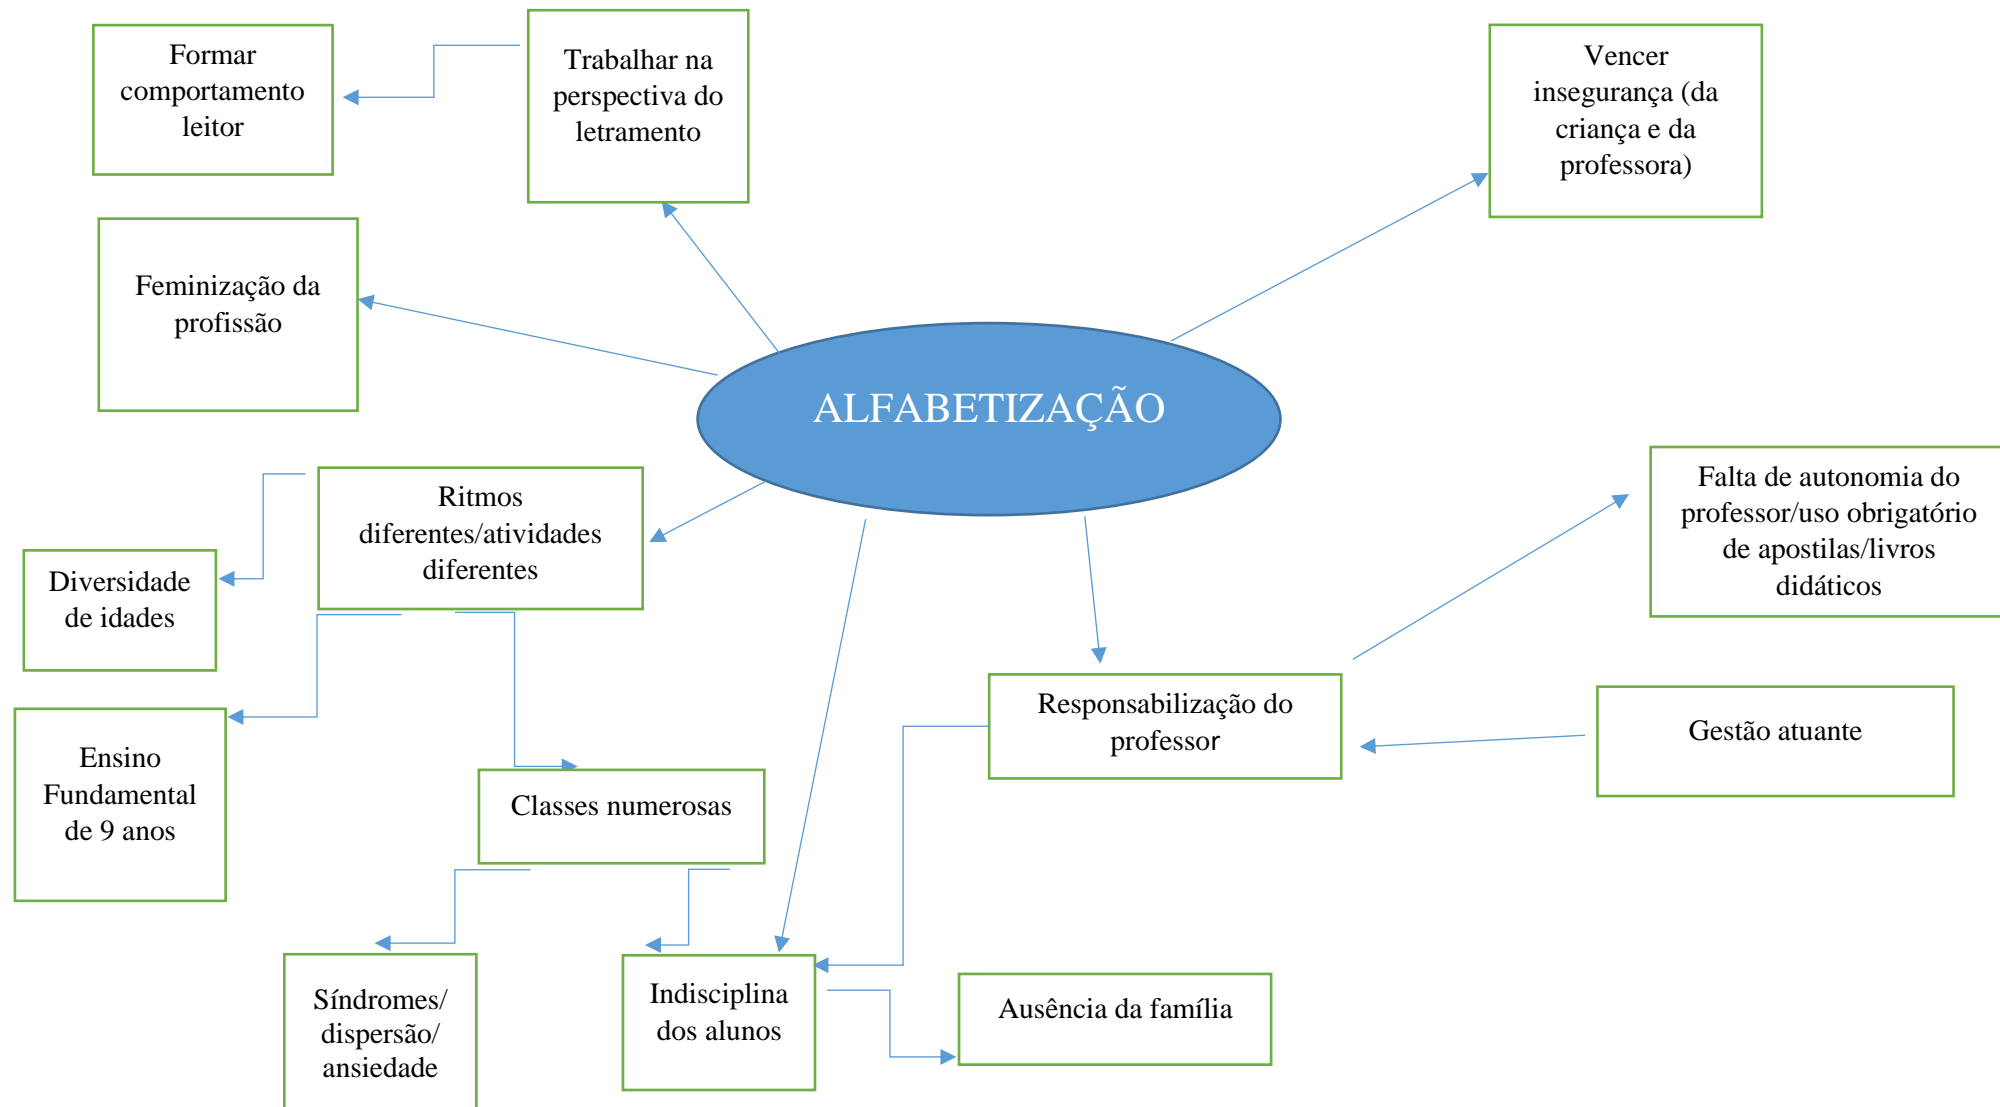 Formar
comportamento
leitor
Trabalhar na
perspectiva do
letramento
Vencer
insegurança (da
criança e da
professora)
Feminização da
profissão
ALFABETIZAÇÃO
Ritmos
diferentes/atividades
diferentes
Falta de autonomia do
professor/uso obrigatório
de apostilas/livros
didáticos
Diversidade
de idades
Responsabilização do
professor
Gestão atuante
Ensino
Fundamental
de 9 anos
Classes numerosas
Síndromes/
dispersão/
ansiedade
Indisciplina
dos alunos
Ausência da família